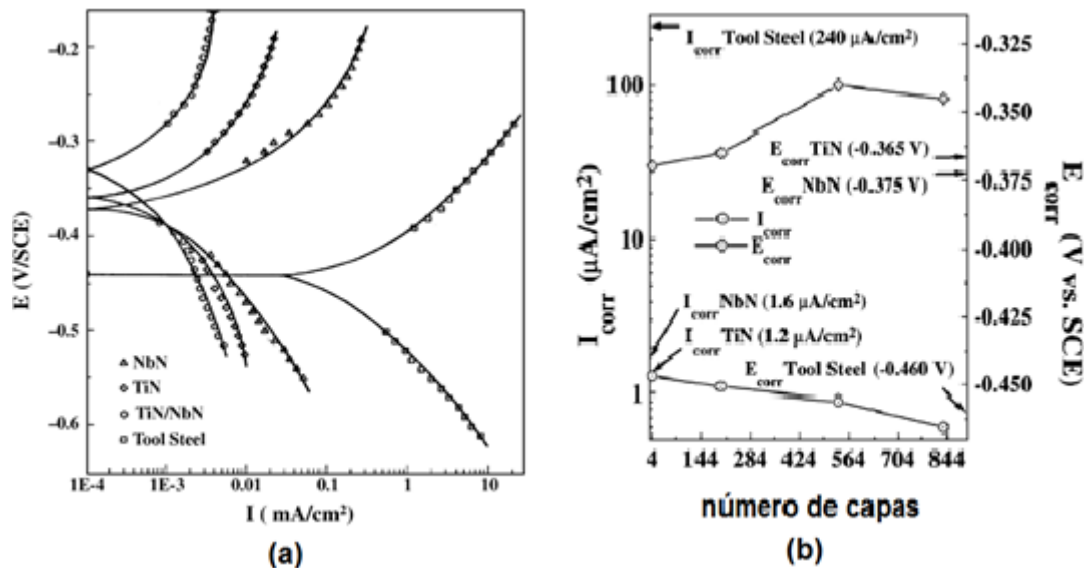 -0.2
-0.3
-0.4
-0.5
-0.6
E (V/SCE)
NbN
TiN
TiN/NbN
Tool Steel
1E-4
1E-3
0.01
0.1
1
10
I ( mA/cm²)
(a)
I_corr Tool Steel (240 µA/cm²)
100
10
1
I_corr (µA/cm²)
E_corr TiN (-0.365 V)
E_corr NbN (-0.375 V)
I_corr
E_corr
I_corr NbN (1.6 µA/cm²)
I_corr TiN (1.2 µA/cm²)
E_corr Tool Steel (-0.460 V)
-0.325
-0.350
-0.375
-0.400
-0.425
-0.450
E_corr (V vs. SCE)
4 144 284 424 564 704 844
número de capas
(b)